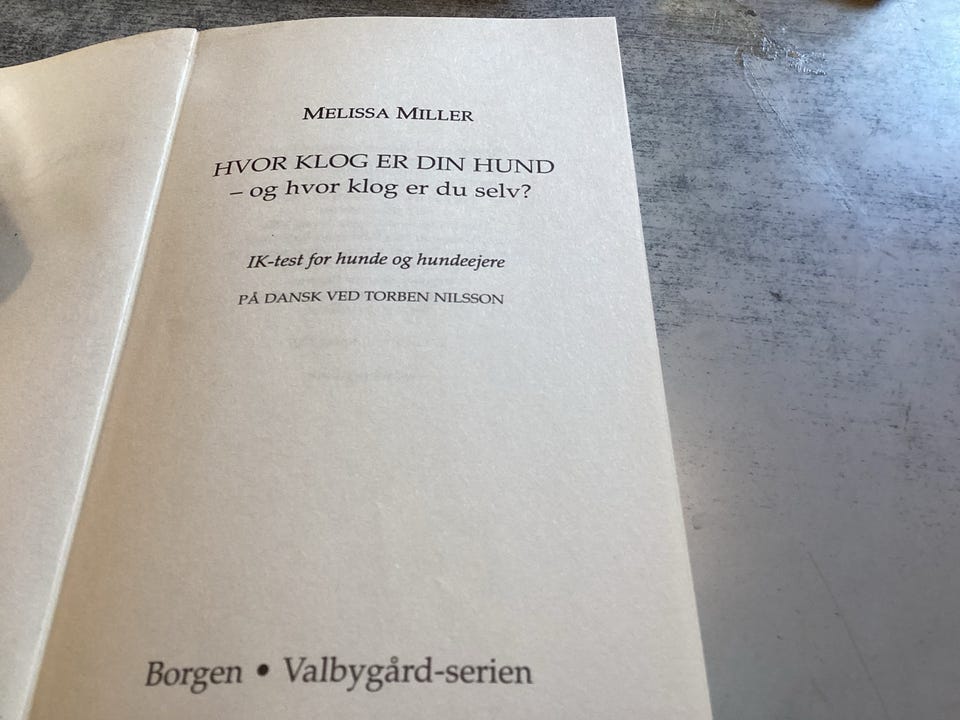 MELISSA MILLER
HVOR KLOG ER DIN HUND
– og hvor klog er du selv?
IK-test for hunde og hundeejere
PÅ DANSK VED TORBEN NILSSON
Borgen • Valbygård-serien